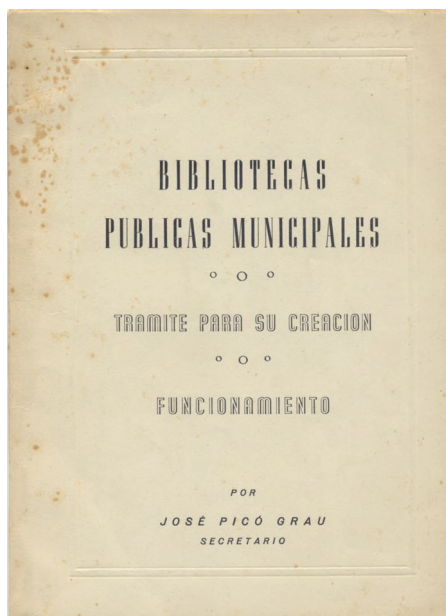 BIBLIOTECAS
PUBLICAS MUNICIPALES
TRAMITE PARA SU CREACION
FUNCIONAMIENTO
POR
JOSÉ PICÓ GRAU
SECRETARIO